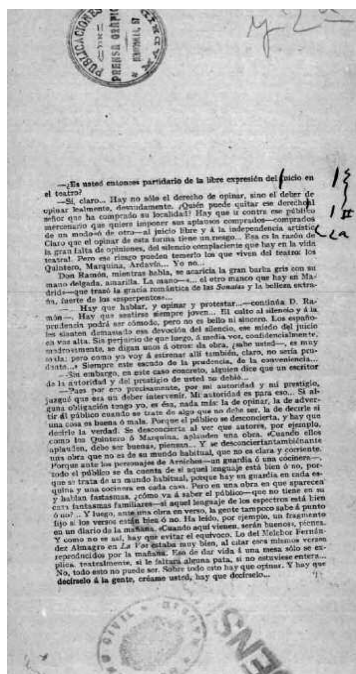 PUBLICACIONES
PRENSA GRÁFICA
—¿Es usted entonces partidario de la libre expresión del juicio en
el teatro?
—Sí, claro... Hay no sólo el derecho de opinar, sino el deber de
opinar lealmente, desnudamente. ¿Quién puede quitar ese derechol
señor que ha comprado su localidad? Hay que ir contra ese público
mercenario que quiera imponer sus aplausos comprados—comprados
de un modo ó de otro—al juicio libre y á la independencia artística
Claro que el opinar de esta forma tiene un riesgo... Esa es la razón de
la gran falta de opiniones, del silencio complaciente que hay en la vida
teatral. Pero ese riesgo pueden temerlo los que viven del teatro: los
Quintero, Marquina, Ardavín... Yo no...
Don Ramón, mientras habla, se acaricia la gran barba gris con su
mano delgada, amarilla. La mano—s... el otro manco que hay en Ma-
drid—que trazó la gracia romántica de las Sonatas y la belleza extra-
ña, fuerte de los «esperpentos»...
—Hay que hablar, y opinar y protestar—continúa D. Ra-
món—. Hay que sentirse siempre joven... El culto al silencio y á la
prudencia podrá ser cómodo, pero no es bello ni sincero. Los españo-
les sienten demasiada esa devoción del silencio, ese miedo del juicio
en voz alta. Sin perjuicio de que luego, á media voz, confidencialmente,
medrosamente, se digan unos á otros: da obra, ¿sabe usted?, es muy
mala; pero como yo voy á estrenar allí también, claro, no sería pru-
dente...» Siempre este escudo de la prudencia, de la conveniencia...
—Sin embargo, en este caso concreto, alguien dice que un escritor
de la autoridad y del prestigio de usted no debió...
—Pues por eso precisamente, por mi autoridad y mi prestigio,
juzgué que era un deber intervenir. Mi autoridad es para eso... Si al-
guna obligación tengo yo, es ésa, nada más: la de opinar, la de adver-
tir ál público cuando se trate de algo que no debe ser, la de decirle si
una cosa es buena ó mala. Porque el público se desconcierta, y hay que
decirle la verdad. Se desconcierta al ver que autores, por ejemplo,
como los Quintero ó Marquina, aplauden una obra. «Cuando ellos
aplauden, debe ser buena», piensan... Y se desconcierta también ante
una obra que no es de su mundo habitual, que no es clara y corriente.
Porque ante los personajes de Arniches—un guardia ó una cocinera—,
todo el público se da cuenta de si aquel lenguaje está bien ó no, por-
que se trata de un mundo habitual, porque hay un guardia en cada es-
quina y una cocinera en cada casa. Pero en una obra en que aparecen
y hablan fantasmas, ¿cómo va á saber el público—que no tiene en su
casa fantasmas familiares—si aquel lenguaje de los espectros está bien
ó no?... Y luego, ante una obra en verso, la gente tampoco sabe á punto
fijo si los versos están bien ó no. Ha leído, por ejemplo, un fragmento
en un diario de la mañana. «Cuando aquí vienen, serán buenos», piensa.
Y como no es así, hay que evitar el equívoco. Lo del Melchor Fernán-
dez Almagro en La Voz estaba muy bien, al citar esos mismos versos
reproducidos por la mañana. Eso de dar vida á una mesa sólo se ex-
plica, teatralmente, si le faltara alguna pata, si no estuviese entera...
No, todo esto no puede ser. Sobre todo esto hay que opinar. Y hay que
decírselo á la gente, créame usted, hay que decírselo...
CIVIL